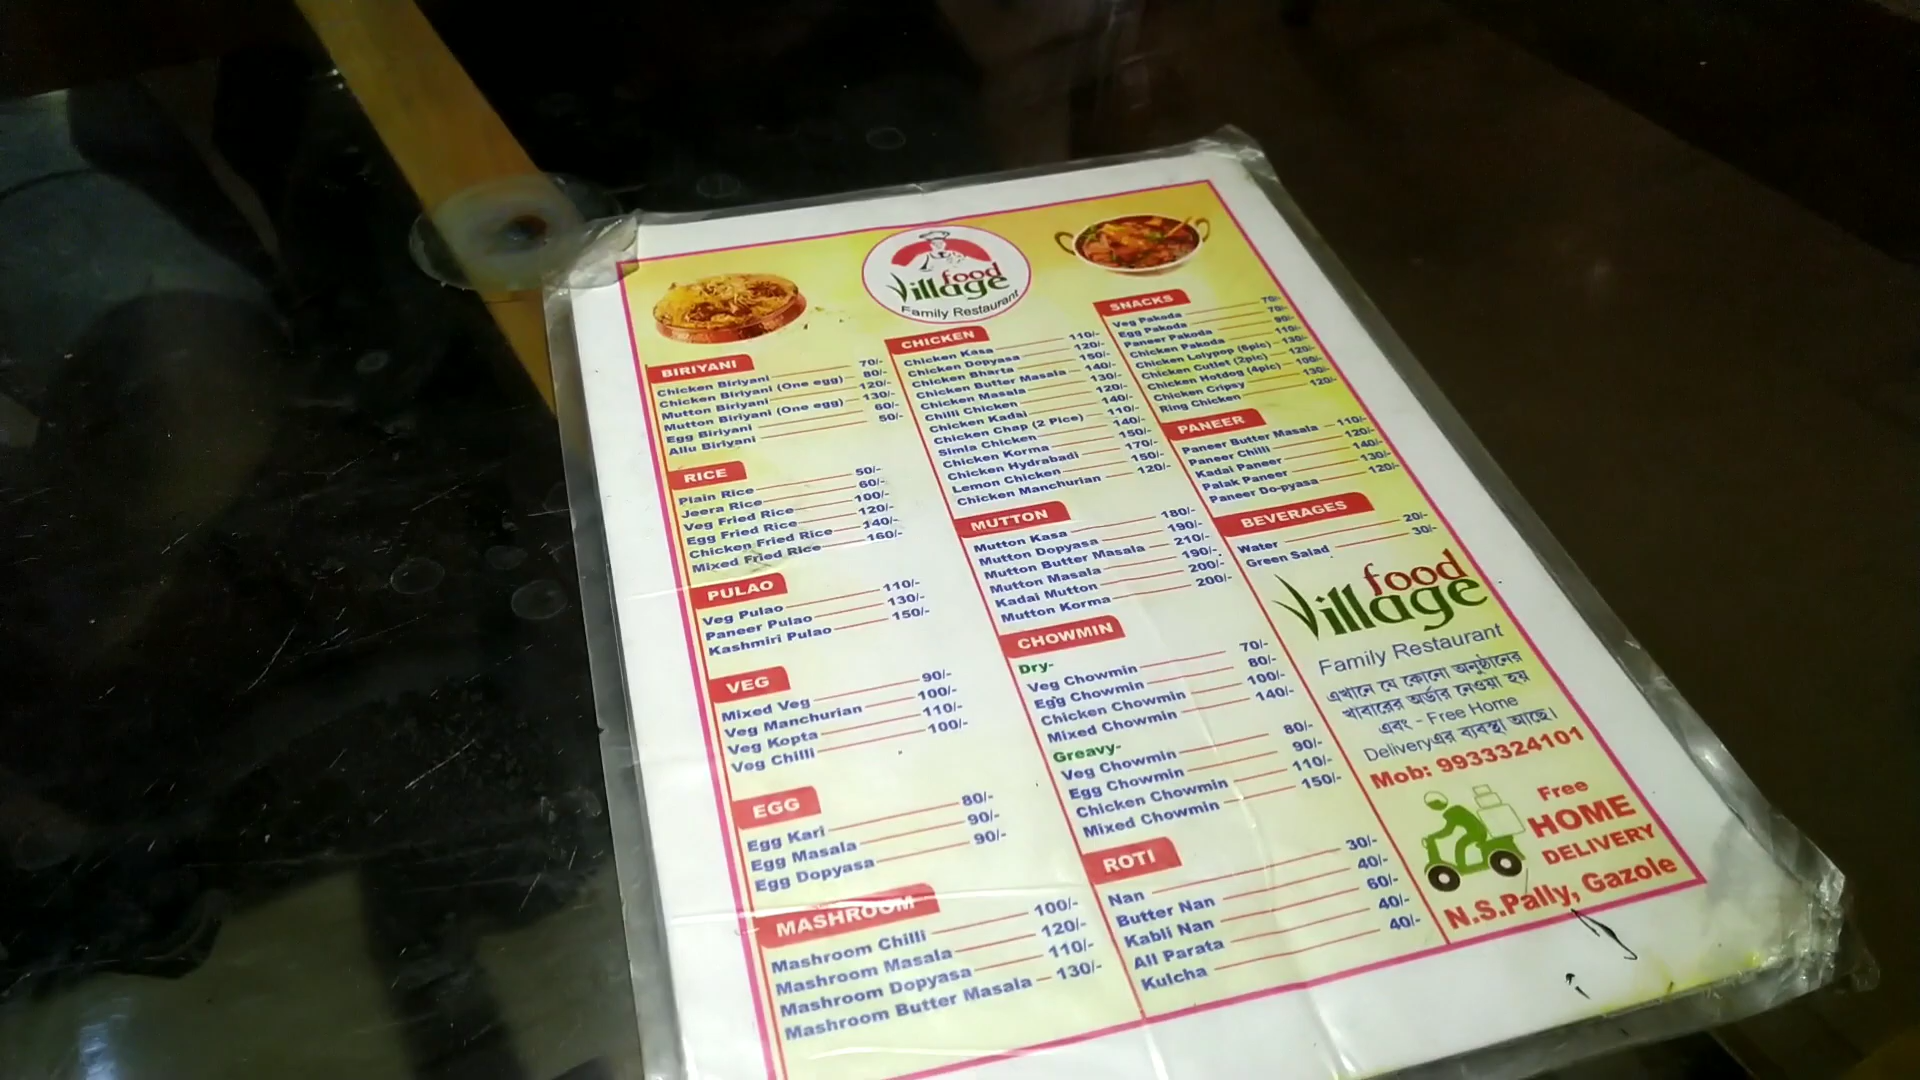 food
Village
Family Restaurant
BIRIYANI
Chicken Biriyani 70/-
Chicken Biriyani (One egg) 80/-
Mutton Biriyani 120/-
Mutton Biriyani (One egg) 130/-
Egg Biriyani 60/-
Allu Biriyani 50/-
RICE
Plain Rice 50/-
Jeera Rice 60/-
Veg Fried Rice 100/-
Egg Fried Rice 120/-
Chicken Fried Rice 140/-
Mixed Fried Rice 160/-
PULAO
Veg Pulao 110/-
Paneer Pulao 130/-
Kashmiri Pulao 150/-
VEG
Mixed Veg 90/-
Veg Manchurian 100/-
Veg Kopta 110/-
Veg Chilli 100/-
EGG
Egg Kari 80/-
Egg Masala 90/-
Egg Dopyasa 90/-
MASHROOM
Mashroom Chilli 100/-
Mashroom Masala 120/-
Mashroom Dopyasa 110/-
Mashroom Butter Masala 130/-
CHICKEN
Chicken Kasa 110/-
Chicken Dopyasa 120/-
Chicken Bharta 150/-
Chicken Butter Masala 140/-
Chicken Masala 130/-
Chilli Chicken 120/-
Chicken Kadai 140/-
Chicken Chap (2 Pice) 110/-
Simla Chicken 140/-
Chicken Korma 150/-
Chicken Hydrabadi 170/-
Lemon Chicken 150/-
Chicken Manchurian 120/-
MUTTON
Mutton Kasa 180/-
Mutton Dopyasa 190/-
Mutton Butter Masala 210/-
Mutton Masala 190/-
Kadai Mutton 200/-
Mutton Korma 200/-
CHOWMIN
Dry-
Veg Chowmin 70/-
Egg Chowmin 80/-
Chicken Chowmin 100/-
Mixed Chowmin 140/-
Greavy-
Veg Chowmin 80/-
Egg Chowmin 90/-
Chicken Chowmin 110/-
Mixed Chowmin 150/-
ROTI
Nan 30/-
Butter Nan 40/-
Kabli Nan 60/-
All Parata 40/-
Kulcha 40/-
SNACKS
Veg Pakoda 70/-
Egg Pakoda 70/-
Paneer Pakoda 90/-
Chicken Pakoda 110/-
Chicken Lolypop (6pic) 130/-
Chicken Cutlet (2pic) 120/-
Chicken Hotdog (4pic) 100/-
Chicken Cripsy 130/-
Ring Chicken 120/-
PANEER
Paneer Butter Masala 110/-
Paneer Chilli 120/-
Kadai Paneer 140/-
Palak Paneer 130/-
Paneer Do-pyasa 120/-
BEVERAGES
Water 20/-
Green Salad 30/-
food
Village
Family Restaurant
এখানে যে কোনো অনুষ্ঠানের
খাবারের অর্ডার নেওয়া হয়
এবং - Free Home
Deliveryএর ব্যবস্থা আছে।
Mob: 9933324101
Free
HOME
DELIVERY
N.S.Pally, Gazole